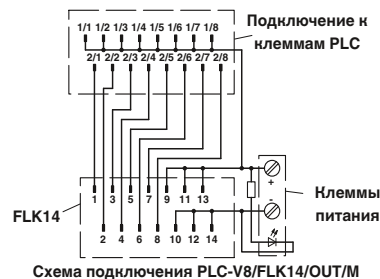 Подключение к
клеммам PLC
1/1 1/2 1/3 1/4 1/5 1/6 1/7 1/8
2/1 2/2 2/3 2/4 2/5 2/6 2/7 2/8
1 3 5 7 9 11 13
+
-
Клеммы
питания
FLK14
2 4 6 8 10 12 14
Схема подключения PLC-V8/FLK14/OUT/M